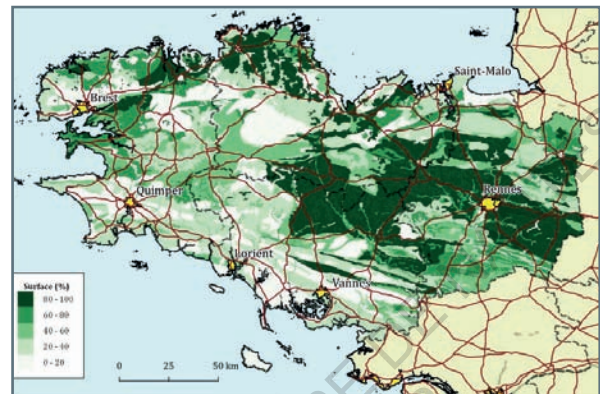 Saint-Malo
Brest
Quimper
Rennes
Lorient
Vannes
Surface (%)
80 - 100
60 - 80
40 - 60
20 - 40
0 - 20
0 25 50 km